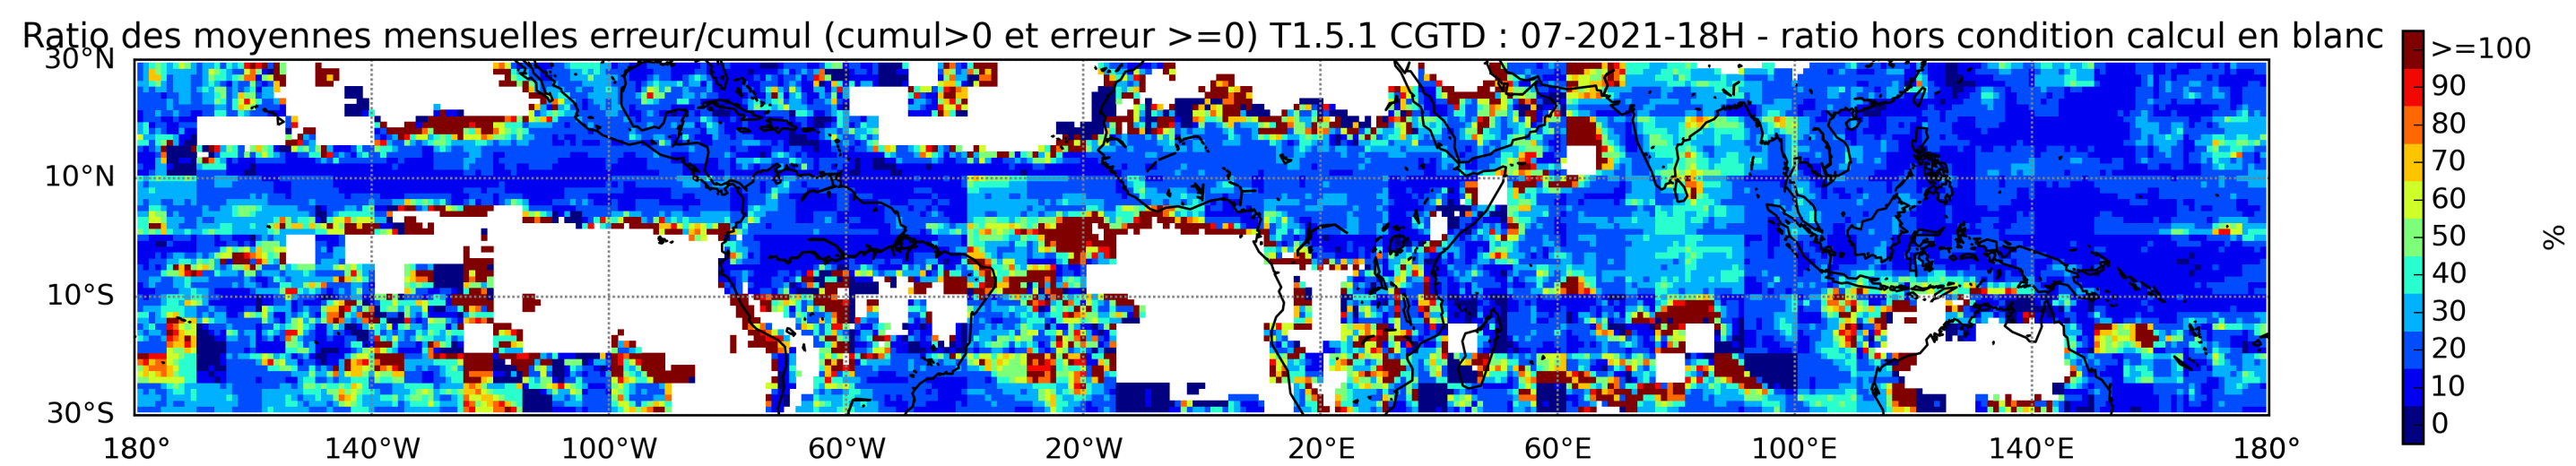 Ratio des moyennes mensuelles erreur/cumul (cumul>0 et erreur >=0) T1.5.1 CGTD : 07-2021-18H - ratio hors condition calcul en blanc
30°N
10°N
10°S
30°S
180° 140°W 100°W 60°W 20°W 20°E 60°E 100°E 140°E 180°
>=100
90
80
70
60
50
40
30
20
10
0
%